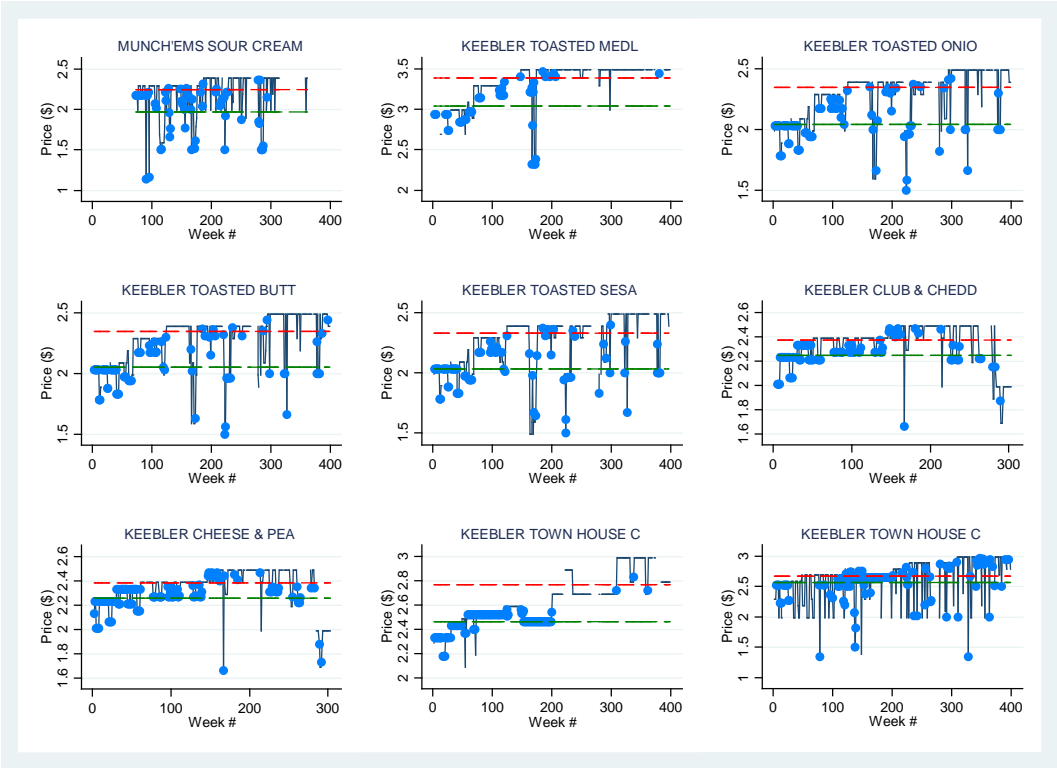 MUNCH'EMS SOUR CREAM
Price ($)
2.5
2
1.5
1
0 100 200 300 400
Week #
KEEBLER TOASTED MEDL
Price ($)
3.5
3
2.5
2
0 100 200 300 400
Week #
KEEBLER TOASTED ONIO
Price ($)
2.5
2
1.5
0 100 200 300 400
Week #
KEEBLER TOASTED BUTT
Price ($)
2.5
2
1.5
0 100 200 300 400
Week #
KEEBLER TOASTED SESA
Price ($)
2.5
2
1.5
0 100 200 300 400
Week #
KEEBLER CLUB & CHEDD
Price ($)
2.6
2.4
2.2
2
1.8
1.6
0 100 200 300
Week #
KEEBLER CHEESE & PEA
Price ($)
2.6
2.4
2.2
2
1.8
1.6
0 100 200 300
Week #
KEEBLER TOWN HOUSE C
Price ($)
3
2.8
2.6
2.4
2.2
2
0 100 200 300 400
Week #
KEEBLER TOWN HOUSE C
Price ($)
3
2.5
2
1.5
1
0 100 200 300 400
Week #